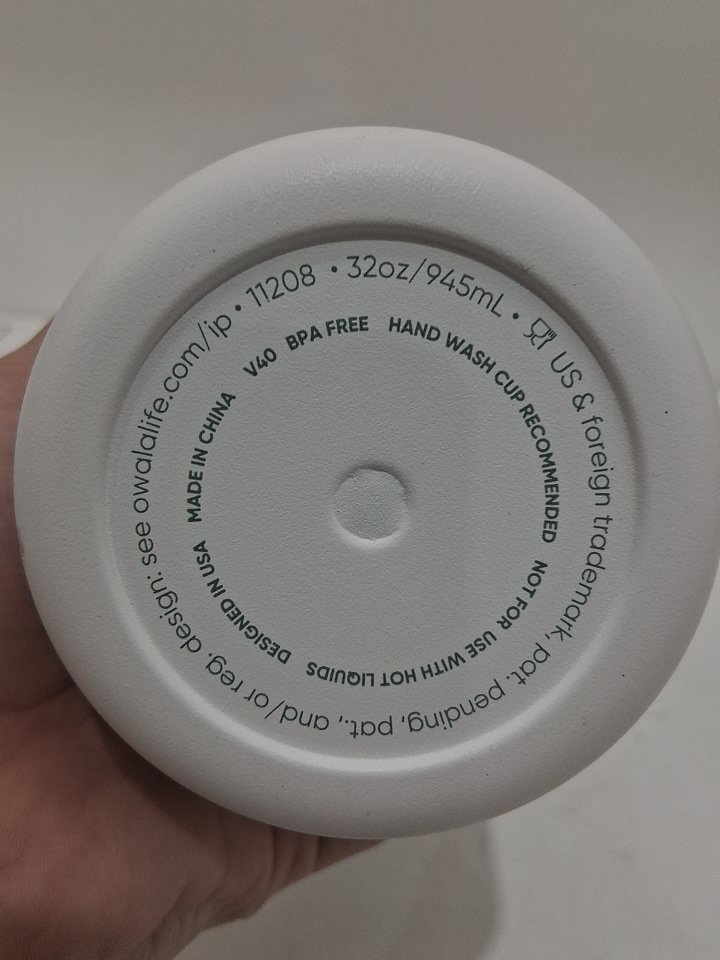 11208 • 32oz/945mL • US & foreign trademark, pat. pending, pat., and/or reg. design: see owalalife.com/ip •
V40 BPA FREE HAND WASH CUP RECOMMENDED NOT FOR USE WITH HOT LIQUIDS DESIGNED IN USA MADE IN CHINA